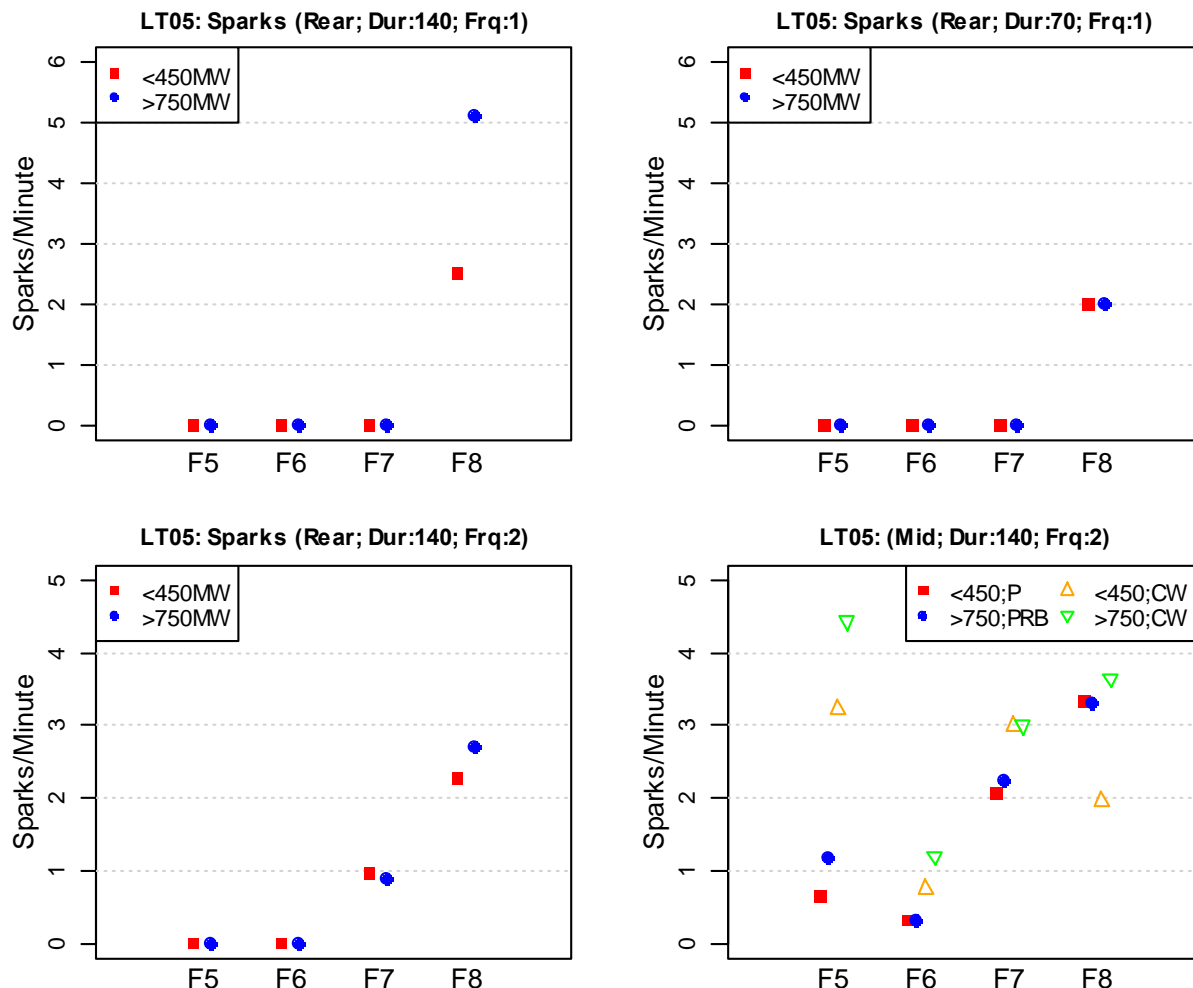 LT05: Sparks (Rear; Dur:140; Frq:1)
<450MW
>750MW
Sparks/Minute
6
5
4
3
2
1
0
F5 F6 F7 F8
LT05: Sparks (Rear; Dur:70; Frq:1)
<450MW
>750MW
Sparks/Minute
6
5
4
3
2
1
0
F5 F6 F7 F8
LT05: Sparks (Rear; Dur:140; Frq:2)
<450MW
>750MW
Sparks/Minute
5
4
3
2
1
0
F5 F6 F7 F8
LT05: (Mid; Dur:140; Frq:2)
<450;P <450;CW
>750;PRB >750;CW
Sparks/Minute
5
4
3
2
1
0
F5 F6 F7 F8